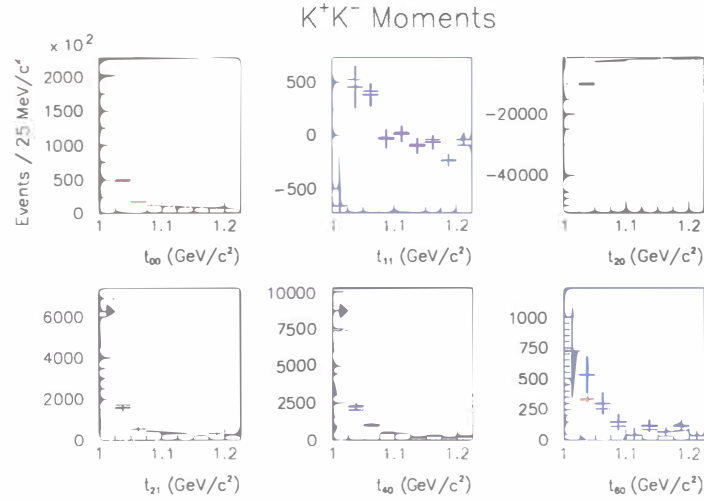 K⁺K⁻ Moments
× 10²
Events / 25 MeV/c²
2000
1500
1000
500
0
1 1.1 1.2
t₀₀ (GeV/c²)
500
0
−500
1 1.1 1.2
t₁₁ (GeV/c²)
−20000
−40000
1 1.1 1.2
t₂₀ (GeV/c²)
6000
4000
2000
0
1 1.1 1.2
t₂₁ (GeV/c²)
10000
7500
5000
2500
0
1 1.1 1.2
t₄₀ (GeV/c²)
1000
750
500
250
0
1 1.1 1.2
t₆₀ (GeV/c²)